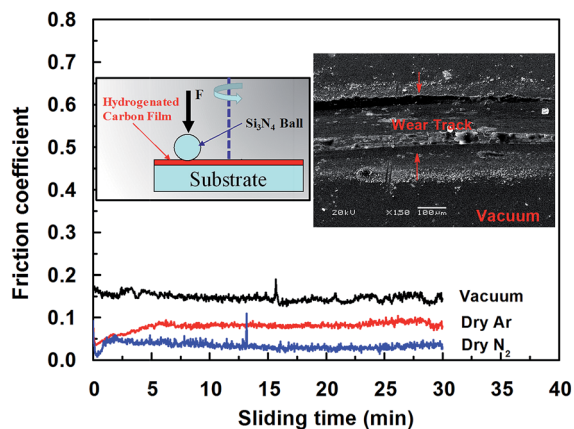 Friction coefficient
0.8
0.7
0.6
0.5
0.4
0.3
0.2
0.1
0.0
Hydrogenated
Carbon Film
F
Si₃N₄ Ball
Substrate
Wear Track
20kV X150 100μm
Vacuum
Vacuum
Dry Ar
Dry N₂
0 5 10 15 20 25 30 35 40
Sliding time (min)